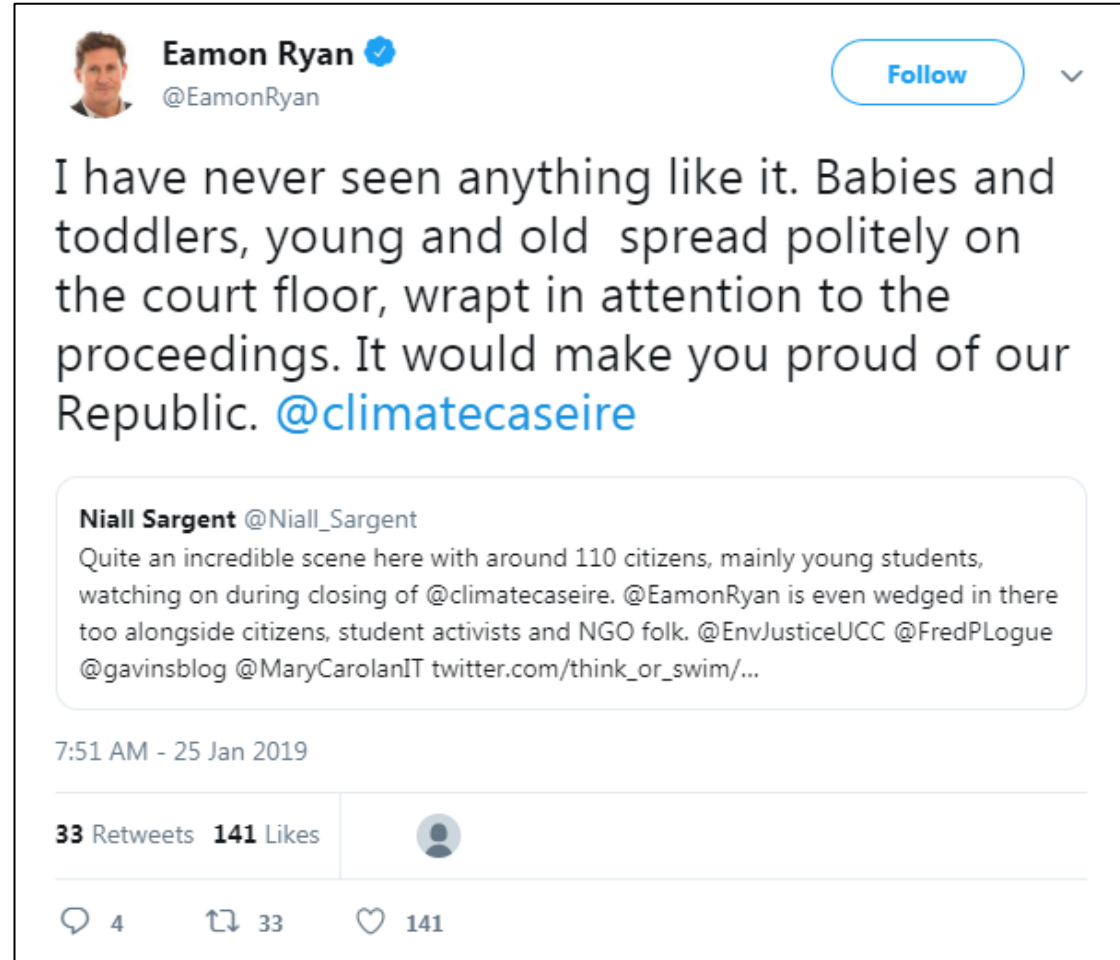 Eamon Ryan
Follow
@EamonRyan
I have never seen anything like it. Babies and
toddlers, young and old  spread politely on
the court floor, wrapt in attention to the
proceedings. It would make you proud of our
Republic. @climatecaseire
Niall Sargent @Niall_Sargent
Quite an incredible scene here with around 110 citizens, mainly young students,
watching on during closing of @climatecaseire. @EamonRyan is even wedged in there
too alongside citizens, student activists and NGO folk. @EnvJusticeUCC @FredPLogue
@gavinsblog @MaryCarolanIT twitter.com/think_or_swim/...
7:51 AM - 25 Jan 2019
33 Retweets 141 Likes
4 33 141